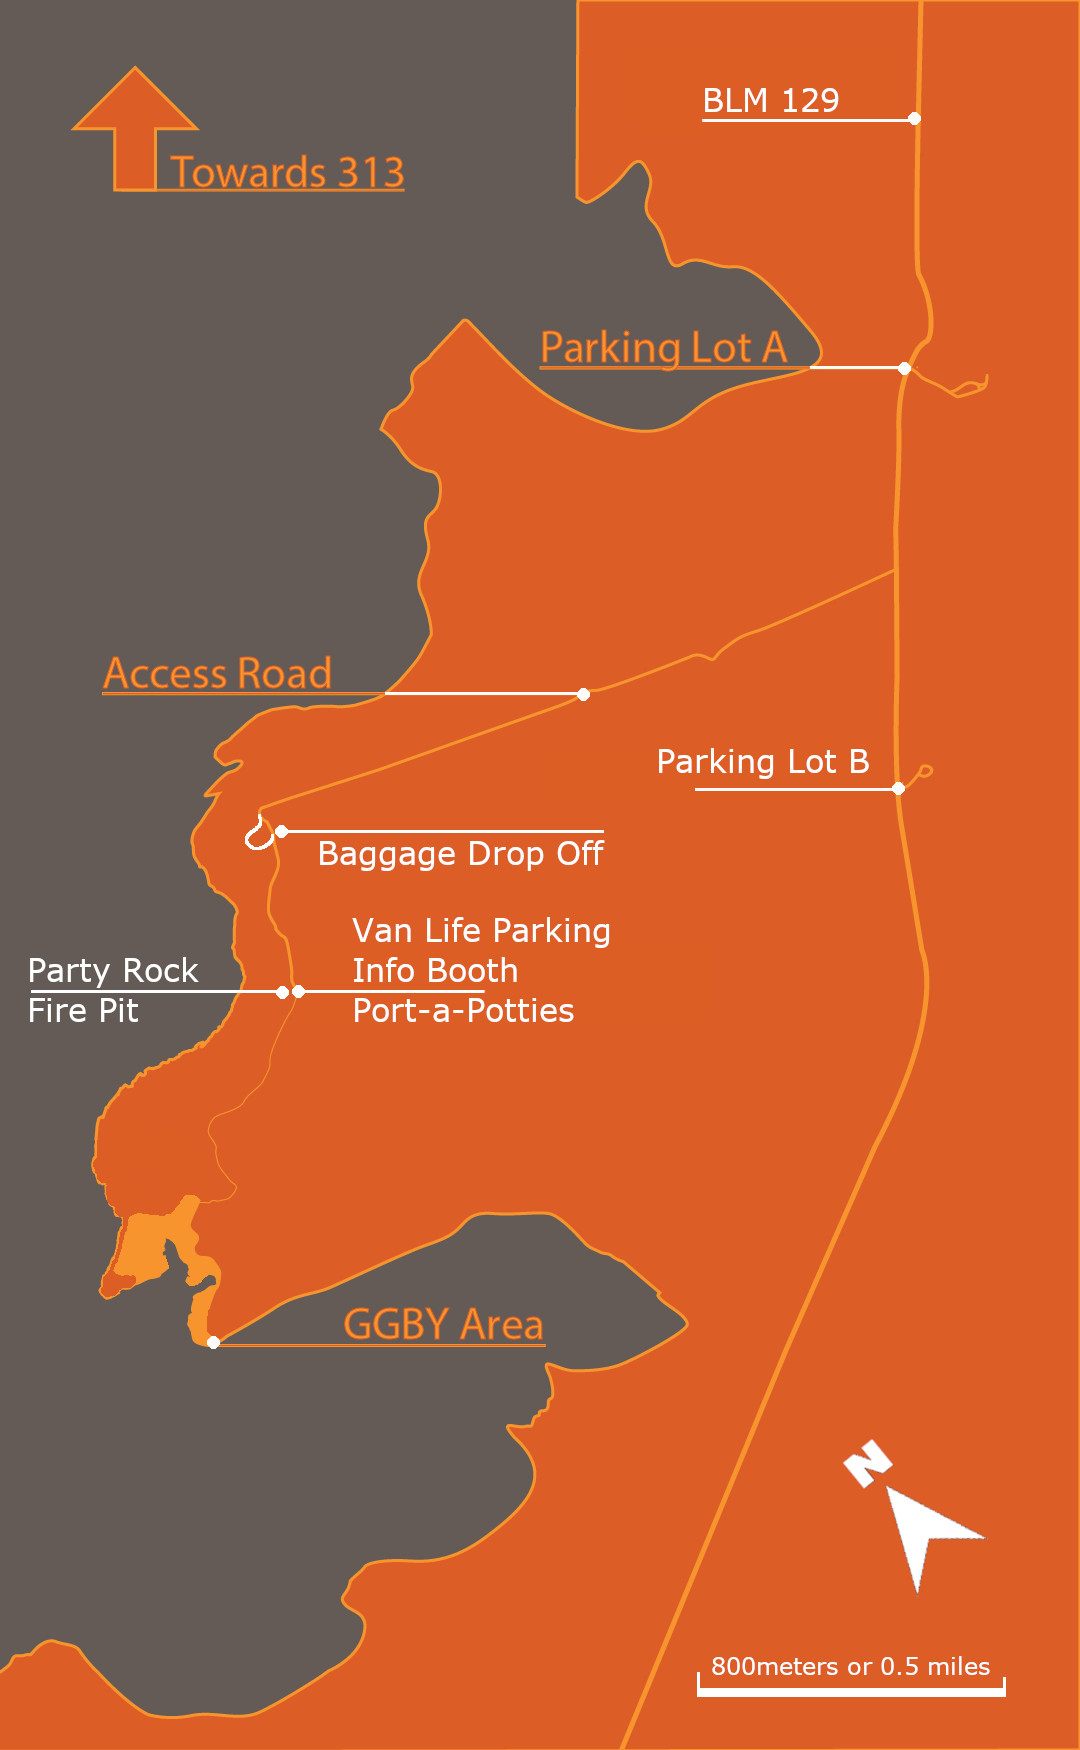 BLM 129
Towards 313
Parking Lot A
Access Road
Parking Lot B
Baggage Drop Off
Van Life Parking
Info Booth
Port-a-Potties
Party Rock
Fire Pit
GGBY Area
N
800meters or 0.5 miles